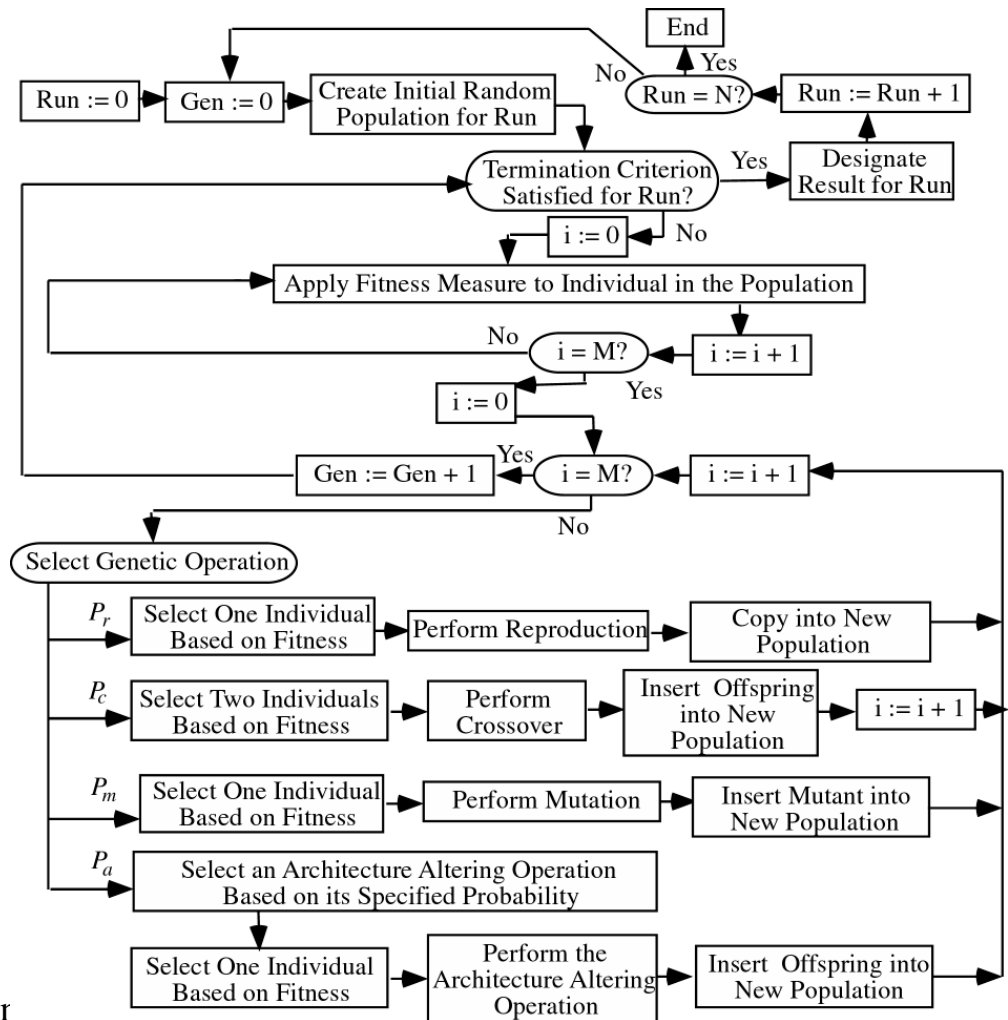 End
No
Yes
Run := 0
Gen := 0
Create Initial Random
Population for Run
Run = N?
Run := Run + 1
Termination Criterion
Satisfied for Run?
Yes
Designate
Result for Run
i := 0
No
Apply Fitness Measure to Individual in the Population
No
i = M?
i := i + 1
Yes
i := 0
Gen := Gen + 1
Yes
i = M?
i := i + 1
No
Select Genetic Operation
Pr
Select One Individual
Based on Fitness
Perform Reproduction
Copy into New
Population
Pc
Select Two Individuals
Based on Fitness
Perform
Crossover
Insert Offspring
into New
Population
i := i + 1
Pm
Select One Individual
Based on Fitness
Perform Mutation
Insert Mutant into
New Population
Pa
Select an Architecture Altering Operation
Based on its Specified Probability
Select One Individual
Based on Fitness
Perform the
Architecture Altering
Operation
Insert Offspring into
New Population